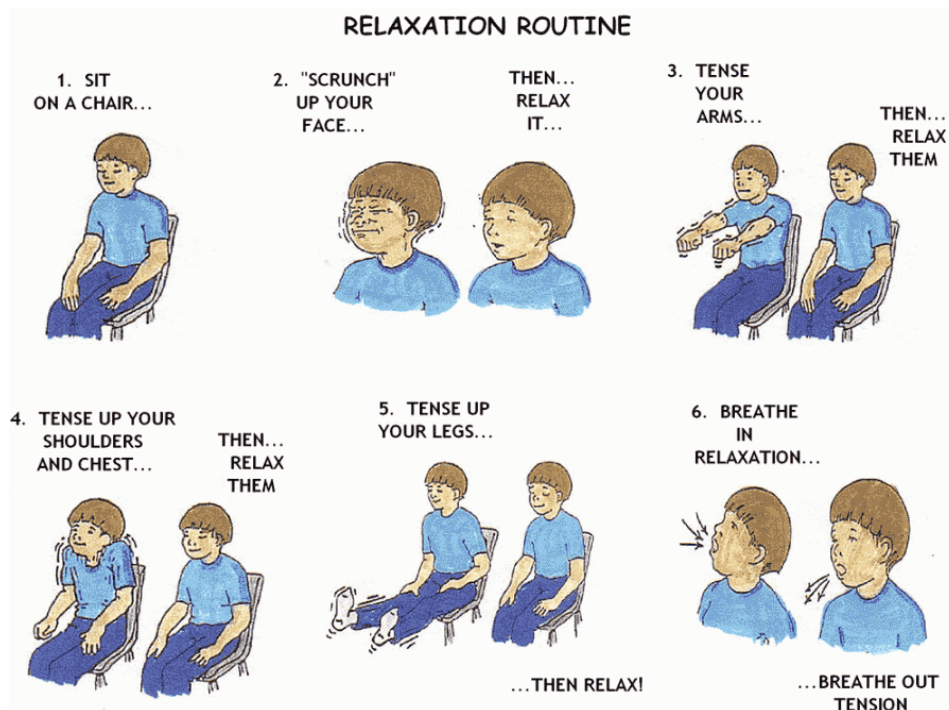 RELAXATION ROUTINE
1. SIT
ON A CHAIR...
2. "SCRUNCH"
UP YOUR
FACE...
THEN...
RELAX
IT...
3. TENSE
YOUR
ARMS...
THEN...
RELAX
THEM
4. TENSE UP YOUR
SHOULDERS
AND CHEST...
THEN...
RELAX
THEM
5. TENSE UP
YOUR LEGS...
...THEN RELAX!
6. BREATHE
IN
RELAXATION...
...BREATHE OUT
TENSION